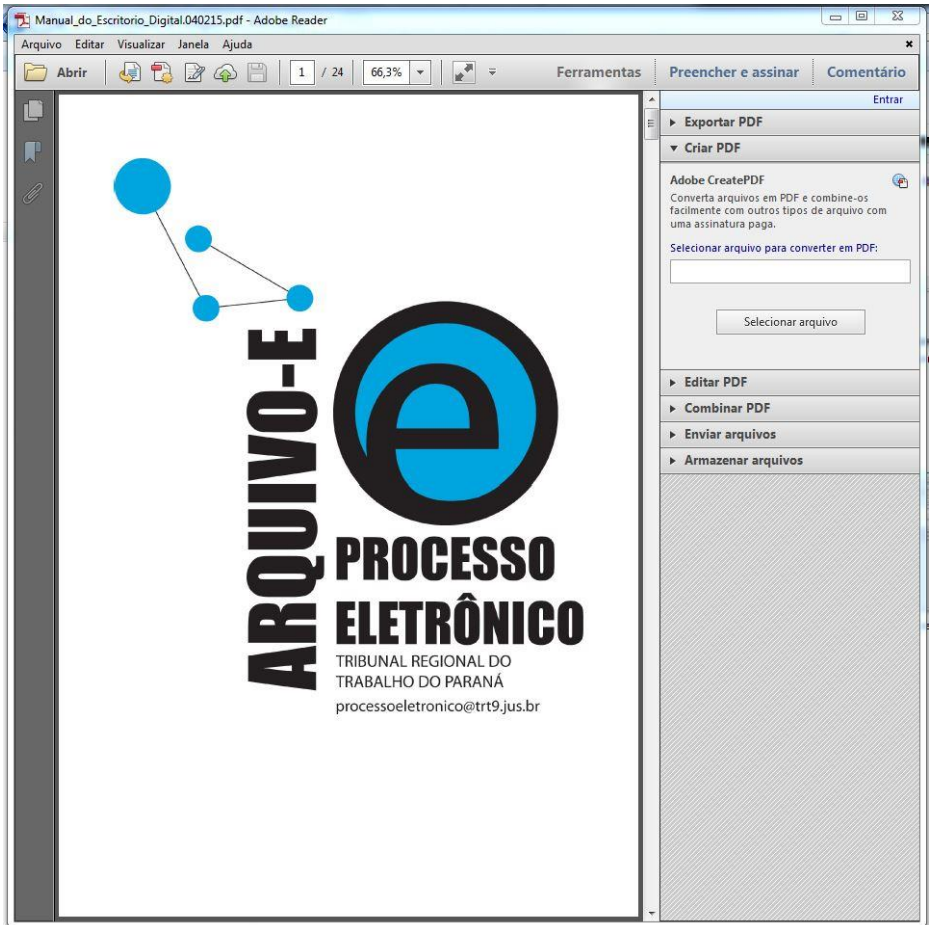 Manual_do_Escritorio_Digital.040215.pdf - Adobe Reader
Arquivo Editar Visualizar Janela Ajuda
Abrir 1 / 24 66,3% Ferramentas Preencher e assinar Comentário
Entrar
Exportar PDF
Criar PDF
Adobe CreatePDF
Converta arquivos em PDF e combine-os
facilmente com outros tipos de arquivo com
uma assinatura paga.
Selecionar arquivo para converter em PDF:
Selecionar arquivo
Editar PDF
Combinar PDF
Enviar arquivos
Armazenar arquivos
ARQUIVO-E
e
PROCESSO
ELETRÔNICO
TRIBUNAL REGIONAL DO
TRABALHO DO PARANÁ
processoeletronico@trt9.jus.br